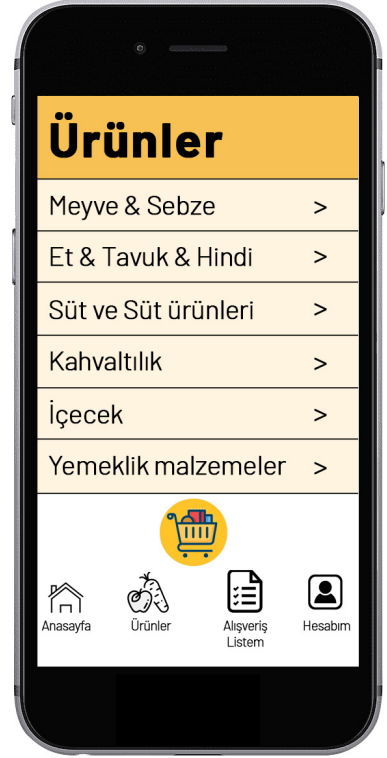 Ürünler
Meyve & Sebze >
Et & Tavuk & Hindi >
Süt ve Süt ürünleri >
Kahvaltılık >
İçecek >
Yemeklik malzemeler >
Anasayfa
Ürünler
Alışveriş
Listem
Hesabım